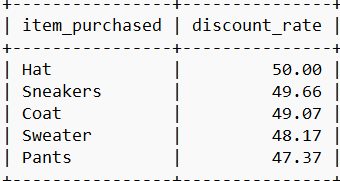 +----------------+---------------+
| item_purchased | discount_rate |
+----------------+---------------+
| Hat            |         50.00 |
| Sneakers       |         49.66 |
| Coat           |         49.07 |
| Sweater        |         48.17 |
| Pants          |         47.37 |
+----------------+---------------+